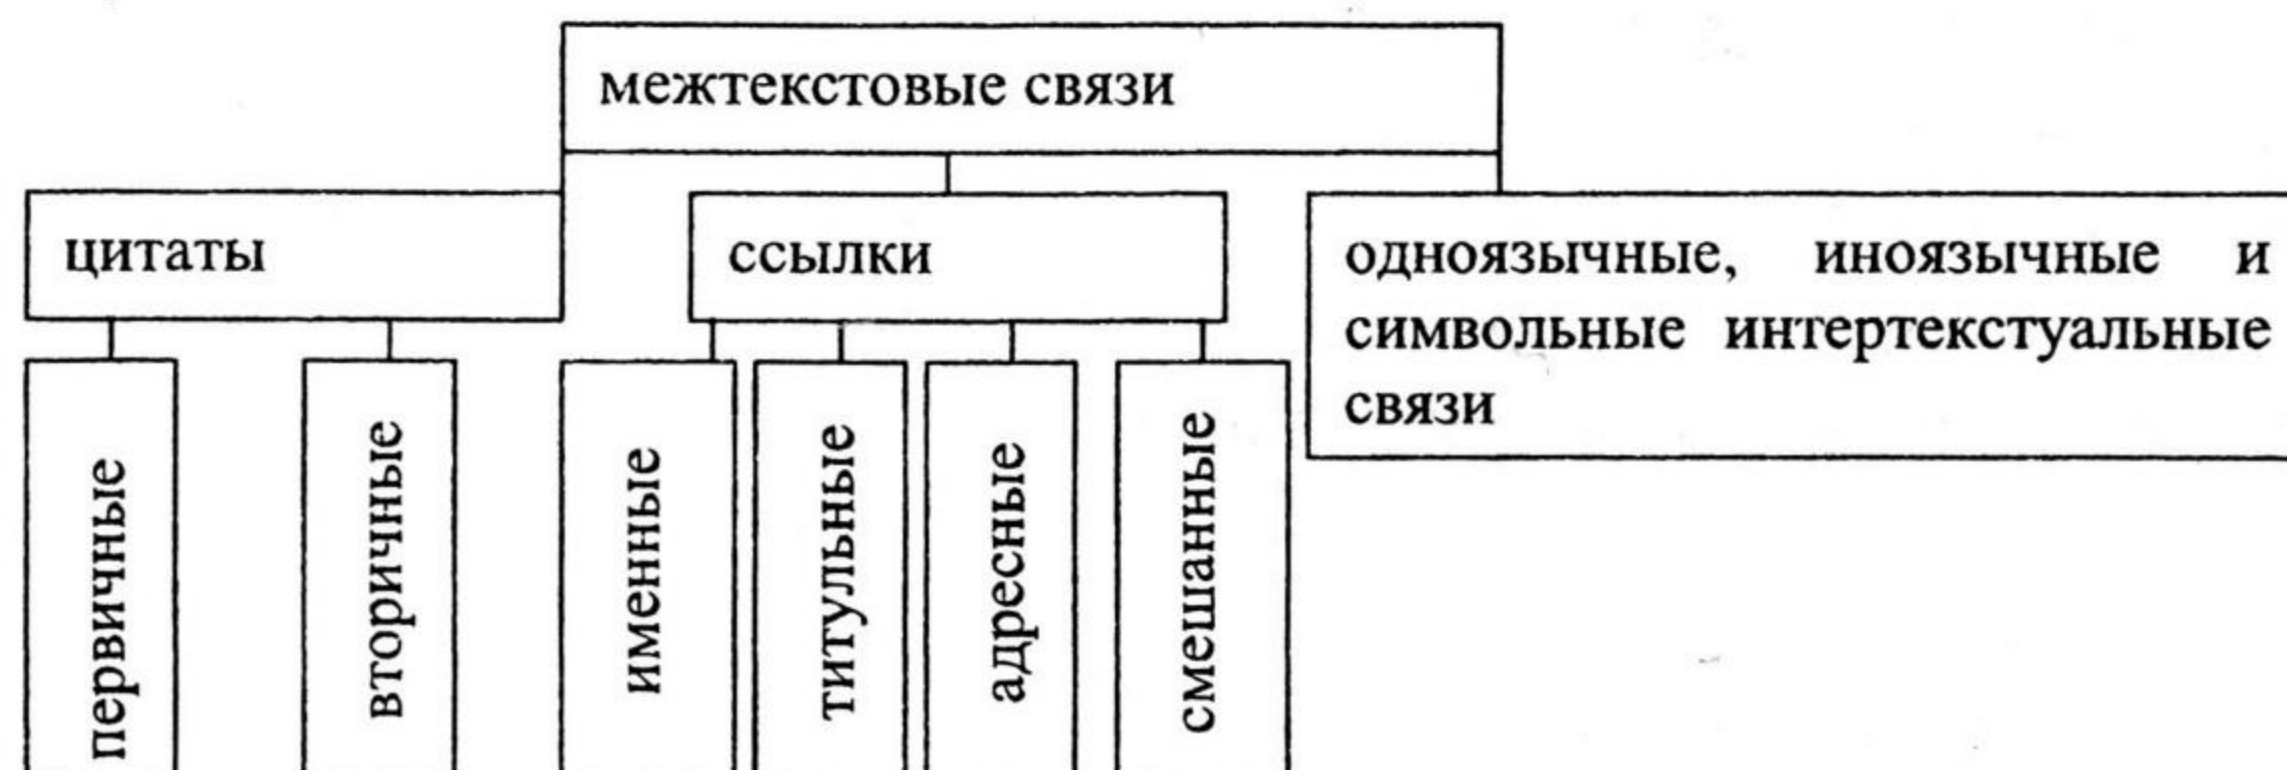 межтекстовые связи
цитаты
ссылки
одноязычные, иноязычные и
символьные интертекстуальные
связи
первичные
вторичные
именные
титульные
адресные
смешанные